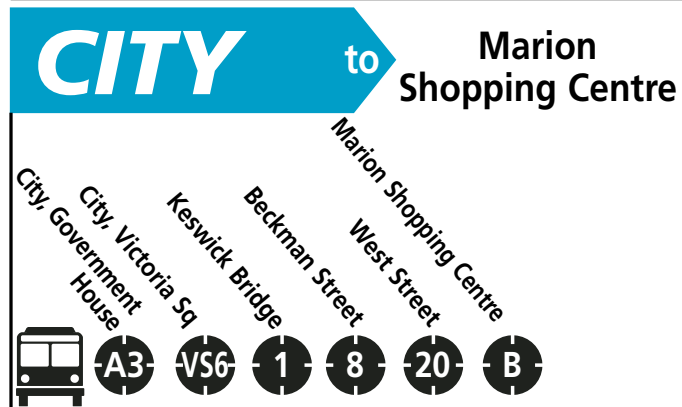 CITY to Marion
Shopping Centre
City, Government
House
City, Victoria Sq
Keswick Bridge
Beckman Street
West Street
Marion Shopping Centre
A3 VS6 1 8 20 B